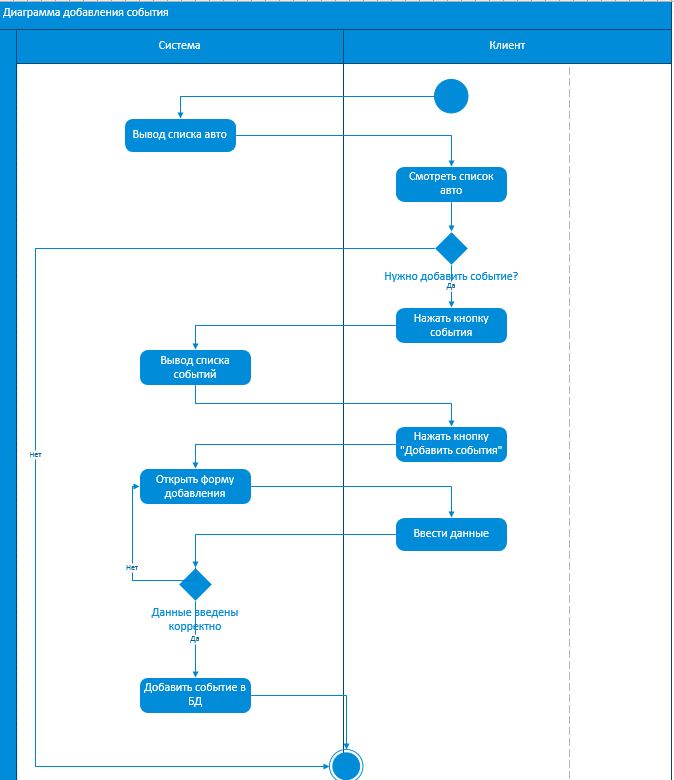 Диаграмма добавления события
Система
Клиент
Вывод списка авто
Смотреть список
авто
Нужно добавить событие?
Да
Нажать кнопку
события
Вывод списка
событий
Нажать кнопку
"Добавить события"
Нет
Открыть форму
добавления
Ввести данные
Нет
Данные введены
корректно
Да
Добавить событие в
БД